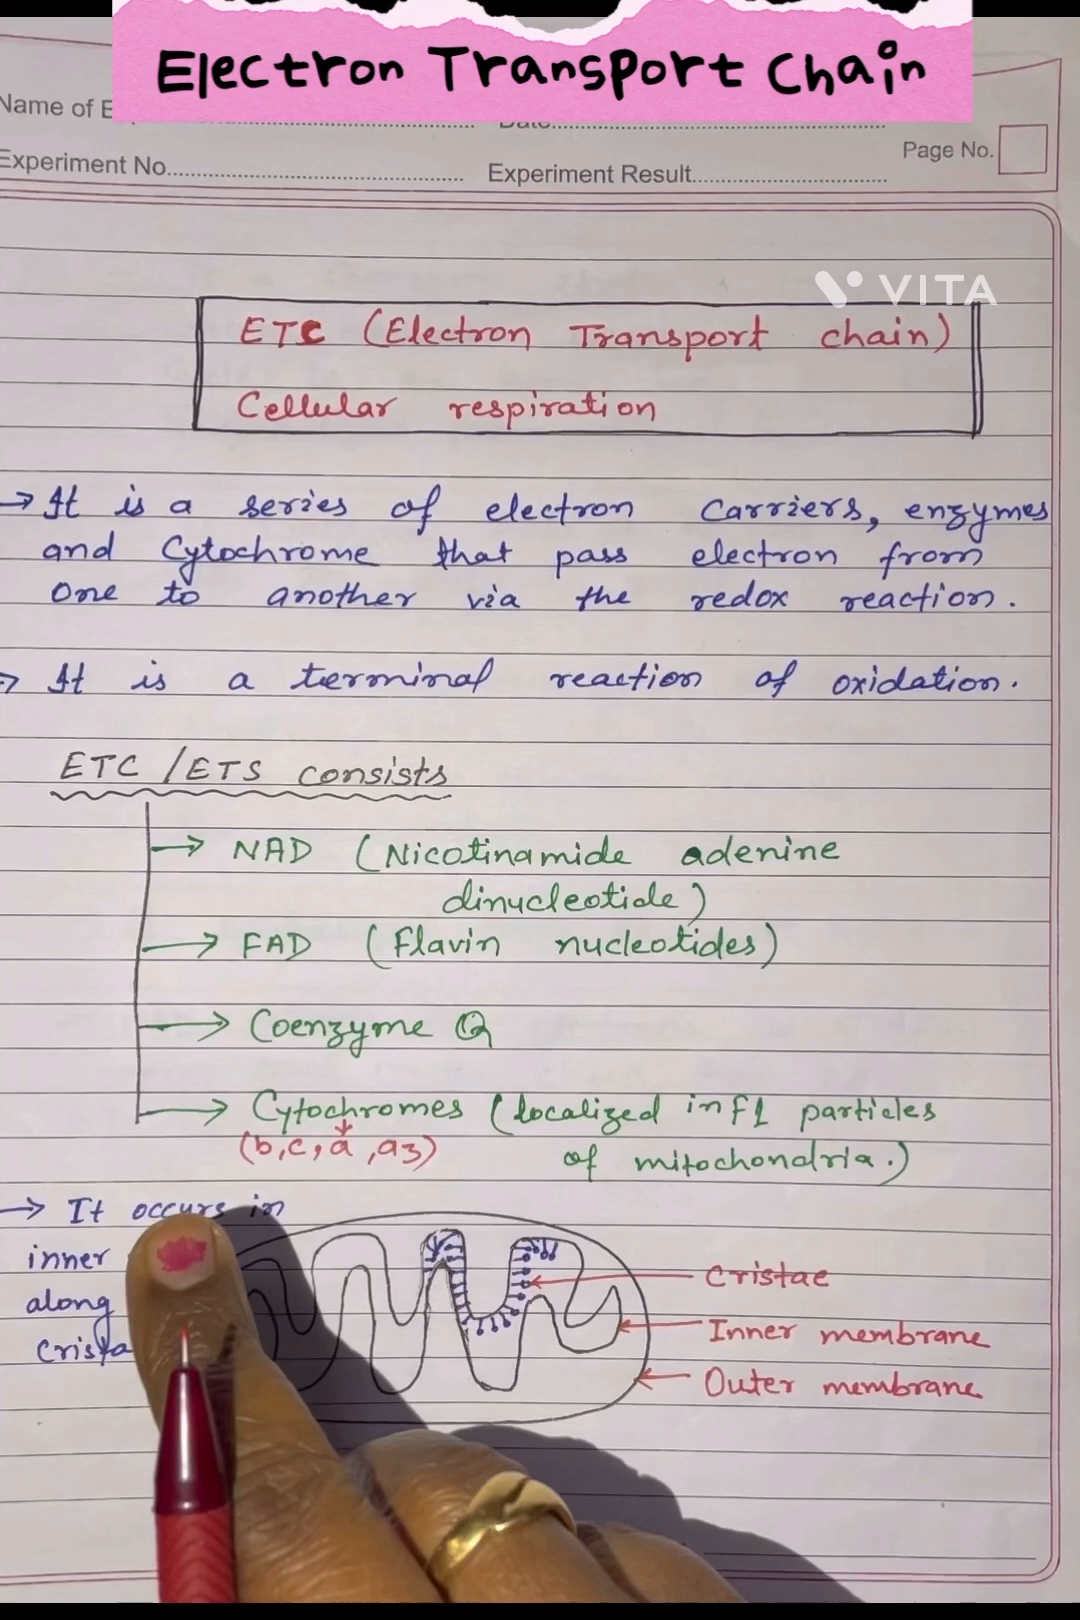 Electron Transport Chain
Name of E
Date
Experiment No.
Experiment Result
Page No.
VITA
ETC (Electron Transport chain)
Cellular respiration
→ It is a series of electron carriers, enzymes
and Cytochrome that pass electron from
one to another via the redox reaction.
→ It is a terminal reaction of oxidation.
ETC /ETS consists
→ NAD (Nicotinamide adenine
dinucleotide)
→ FAD (Flavin nucleotides)
→ Coenzyme Q
→ Cytochromes (localized in F1 particles
(b, c, a, a3) of mitochondria.)
→ It occurs in
inner
along
Crista
Cristae
Inner membrane
Outer membrane